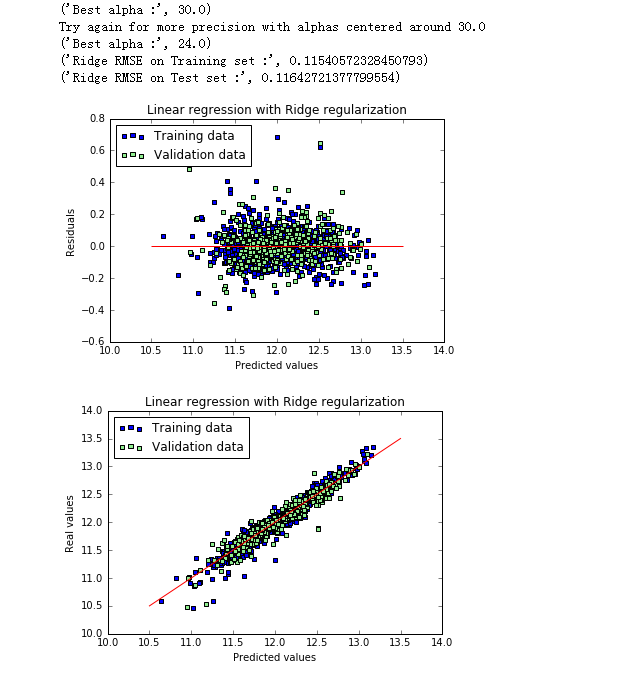 ('Best alpha :', 30.0)
Try again for more precision with alphas centered around 30.0
('Best alpha :', 24.0)
('Ridge RMSE on Training set :', 0.11540572328450793)
('Ridge RMSE on Test set :', 0.11642721377799554)
Linear regression with Ridge regularization
0.8
Training data
Validation data
0.6
0.4
0.2
0.0
−0.2
−0.4
−0.6
Residuals
10.0 10.5 11.0 11.5 12.0 12.5 13.0 13.5 14.0
Predicted values
Linear regression with Ridge regularization
14.0
Training data
Validation data
13.5
13.0
12.5
12.0
11.5
11.0
10.5
10.0
Real values
10.0 10.5 11.0 11.5 12.0 12.5 13.0 13.5 14.0
Predicted values